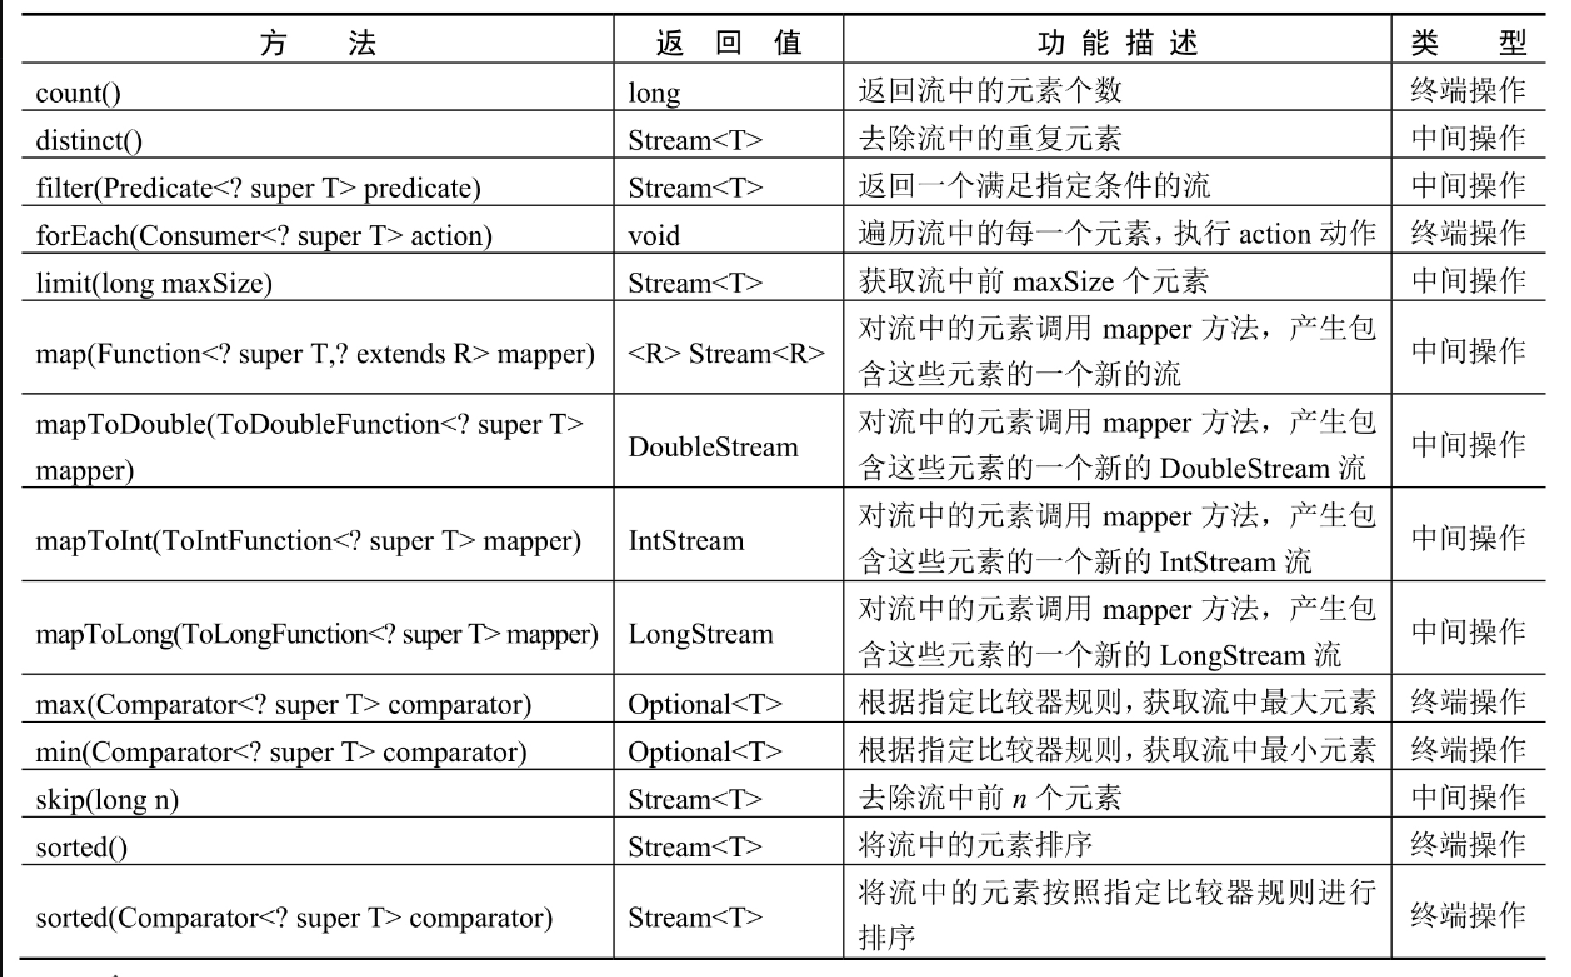 方 法 返 回 值 功 能 描 述 类 型
count() long 返回流中的元素个数 终端操作
distinct() Stream<T> 去除流中的重复元素 中间操作
filter(Predicate<? super T> predicate) Stream<T> 返回一个满足指定条件的流 中间操作
forEach(Consumer<? super T> action) void 遍历流中的每一个元素，执行 action 动作 终端操作
limit(long maxSize) Stream<T> 获取流中前 maxSize 个元素 中间操作
map(Function<? super T,? extends R> mapper) <R> Stream<R> 对流中的元素调用 mapper 方法，产生包
含这些元素的一个新的流 中间操作
mapToDouble(ToDoubleFunction<? super T>
mapper) DoubleStream 对流中的元素调用 mapper 方法，产生包
含这些元素的一个新的 DoubleStream 流 中间操作
mapToInt(ToIntFunction<? super T> mapper) IntStream 对流中的元素调用 mapper 方法，产生包
含这些元素的一个新的 IntStream 流 中间操作
mapToLong(ToLongFunction<? super T> mapper) LongStream 对流中的元素调用 mapper 方法，产生包
含这些元素的一个新的 LongStream 流 中间操作
max(Comparator<? super T> comparator) Optional<T> 根据指定比较器规则，获取流中最大元素 终端操作
min(Comparator<? super T> comparator) Optional<T> 根据指定比较器规则，获取流中最小元素 终端操作
skip(long n) Stream<T> 去除流中前 n 个元素 中间操作
sorted() Stream<T> 将流中的元素排序 终端操作
sorted(Comparator<? super T> comparator) Stream<T> 将流中的元素按照指定比较器规则进行
排序 终端操作